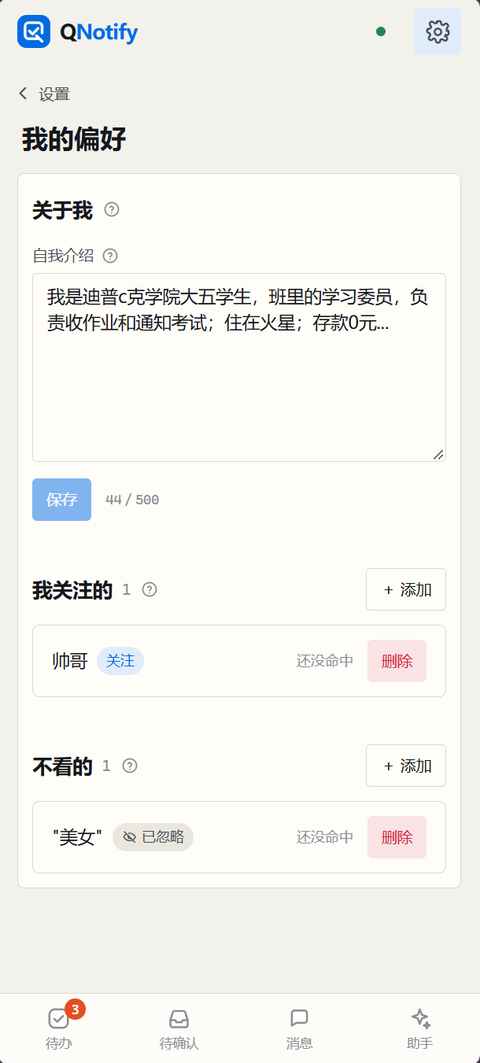 QNotify
设置
我的偏好
关于我
自我介绍
我是迪普c克学院大五学生，班里的学习委员，负
责收作业和通知考试；住在火星；存款0元...
保存 44 / 500
我关注的 1 + 添加
帅哥 关注 还没命中 删除
不看的 1 + 添加
"美女" 已忽略 还没命中 删除
3
待办 待确认 消息 助手